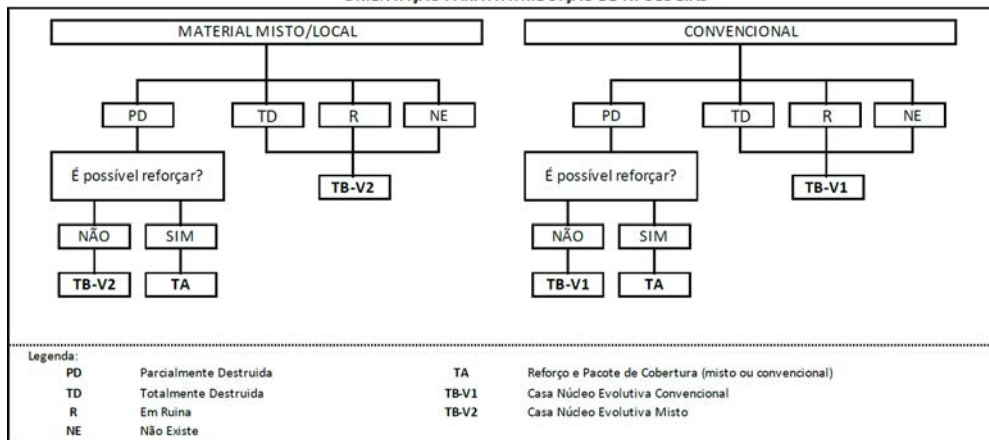 MATERIAL MISTO/LOCAL CONVENCIONAL
PD TD R NE PD TD R NE
É possível reforçar? TB-V2 É possível reforçar? TB-V1
NÃO SIM NÃO SIM
TB-V2 TA TB-V1 TA
Legenda:
PD Parcialmente Destruida TA Reforço e Pacote de Cobertura (misto ou convencional)
TD Totalmente Destruida TB-V1 Casa Núcleo Evolutiva Convencional
R Em Ruina TB-V2 Casa Núcleo Evolutiva Misto
NE Não Existe